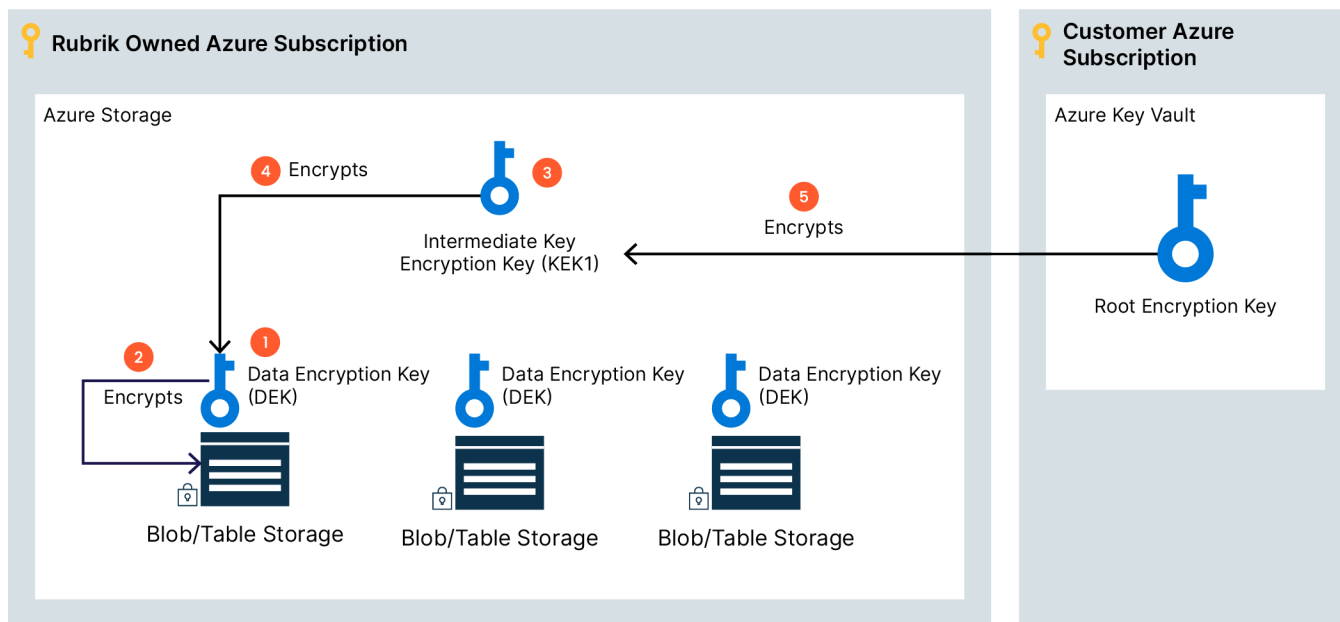 Rubrik Owned Azure Subscription
Customer Azure
Subscription
Azure Storage
Azure Key Vault
4 Encrypts
3
5
Encrypts
Intermediate Key
Encryption Key (KEK1)
Root Encryption Key
1
2
Encrypts
Data Encryption Key
(DEK)
Data Encryption Key
(DEK)
Data Encryption Key
(DEK)
Blob/Table Storage
Blob/Table Storage
Blob/Table Storage